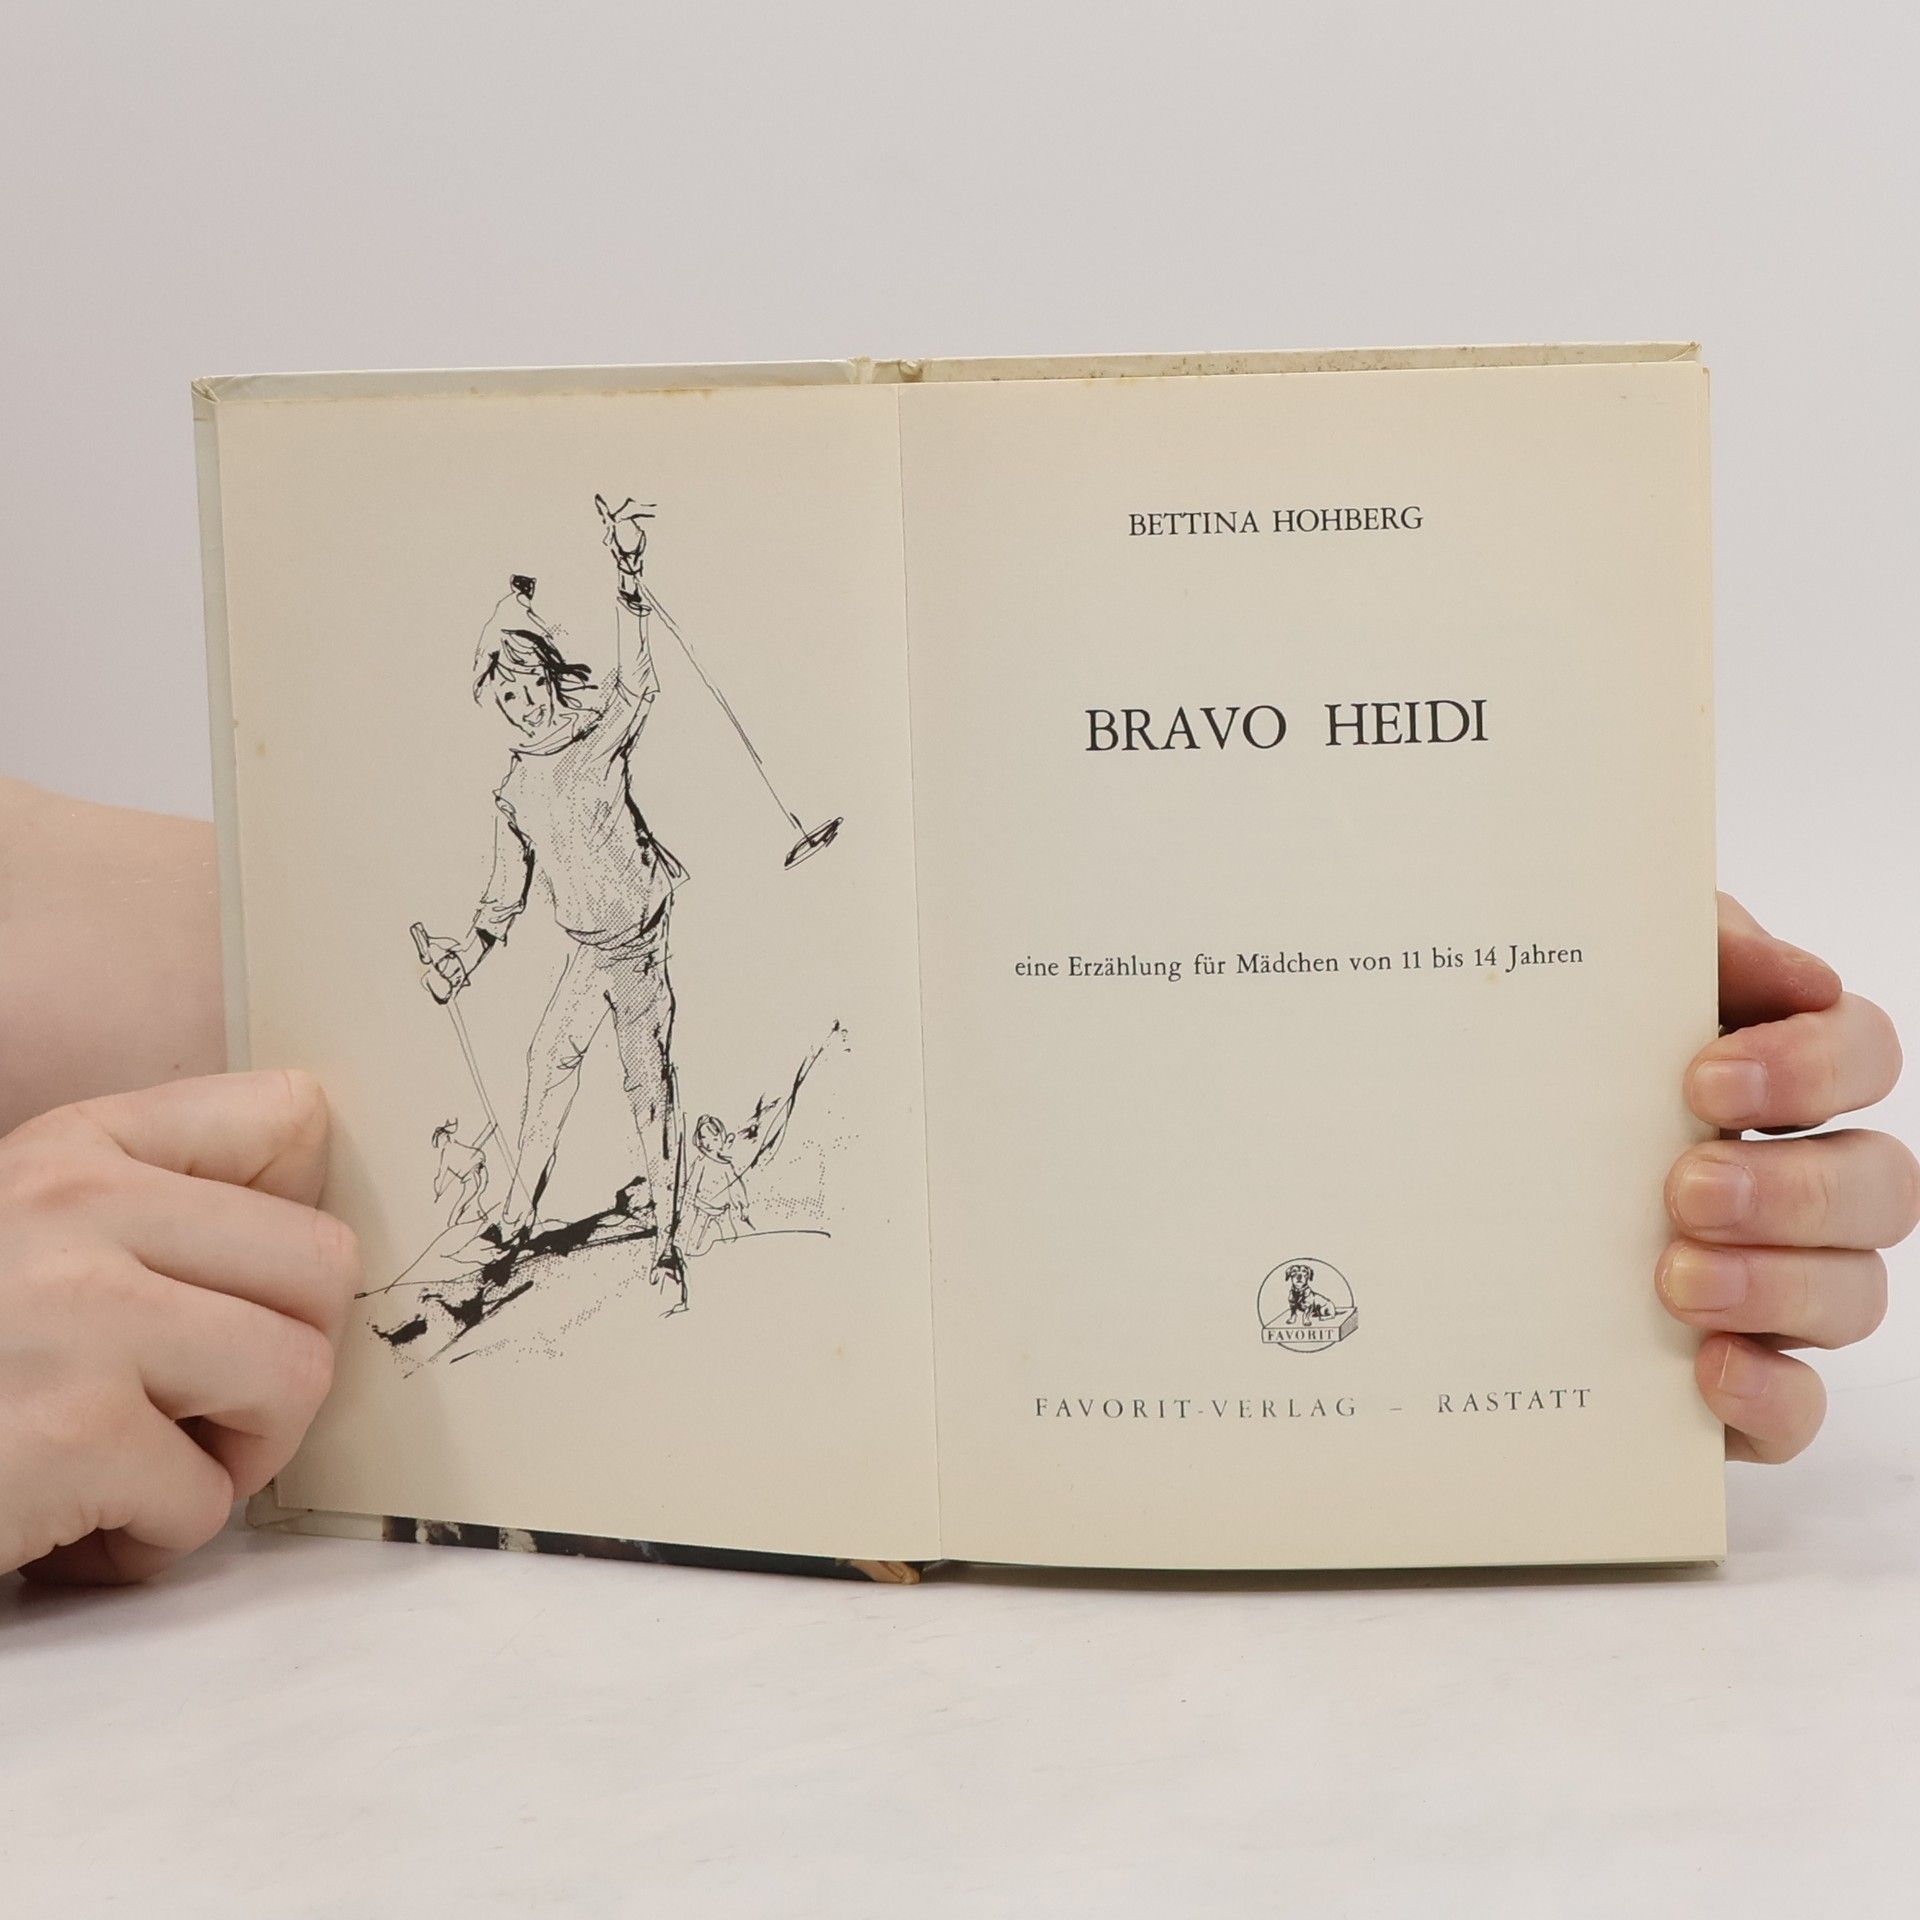 BETTINA HOHBERG
BRAVO HEIDI
eine Erzählung für Mädchen von 11 bis 14 Jahren
FAVORIT
FAVORIT-VERLAG – RASTATT